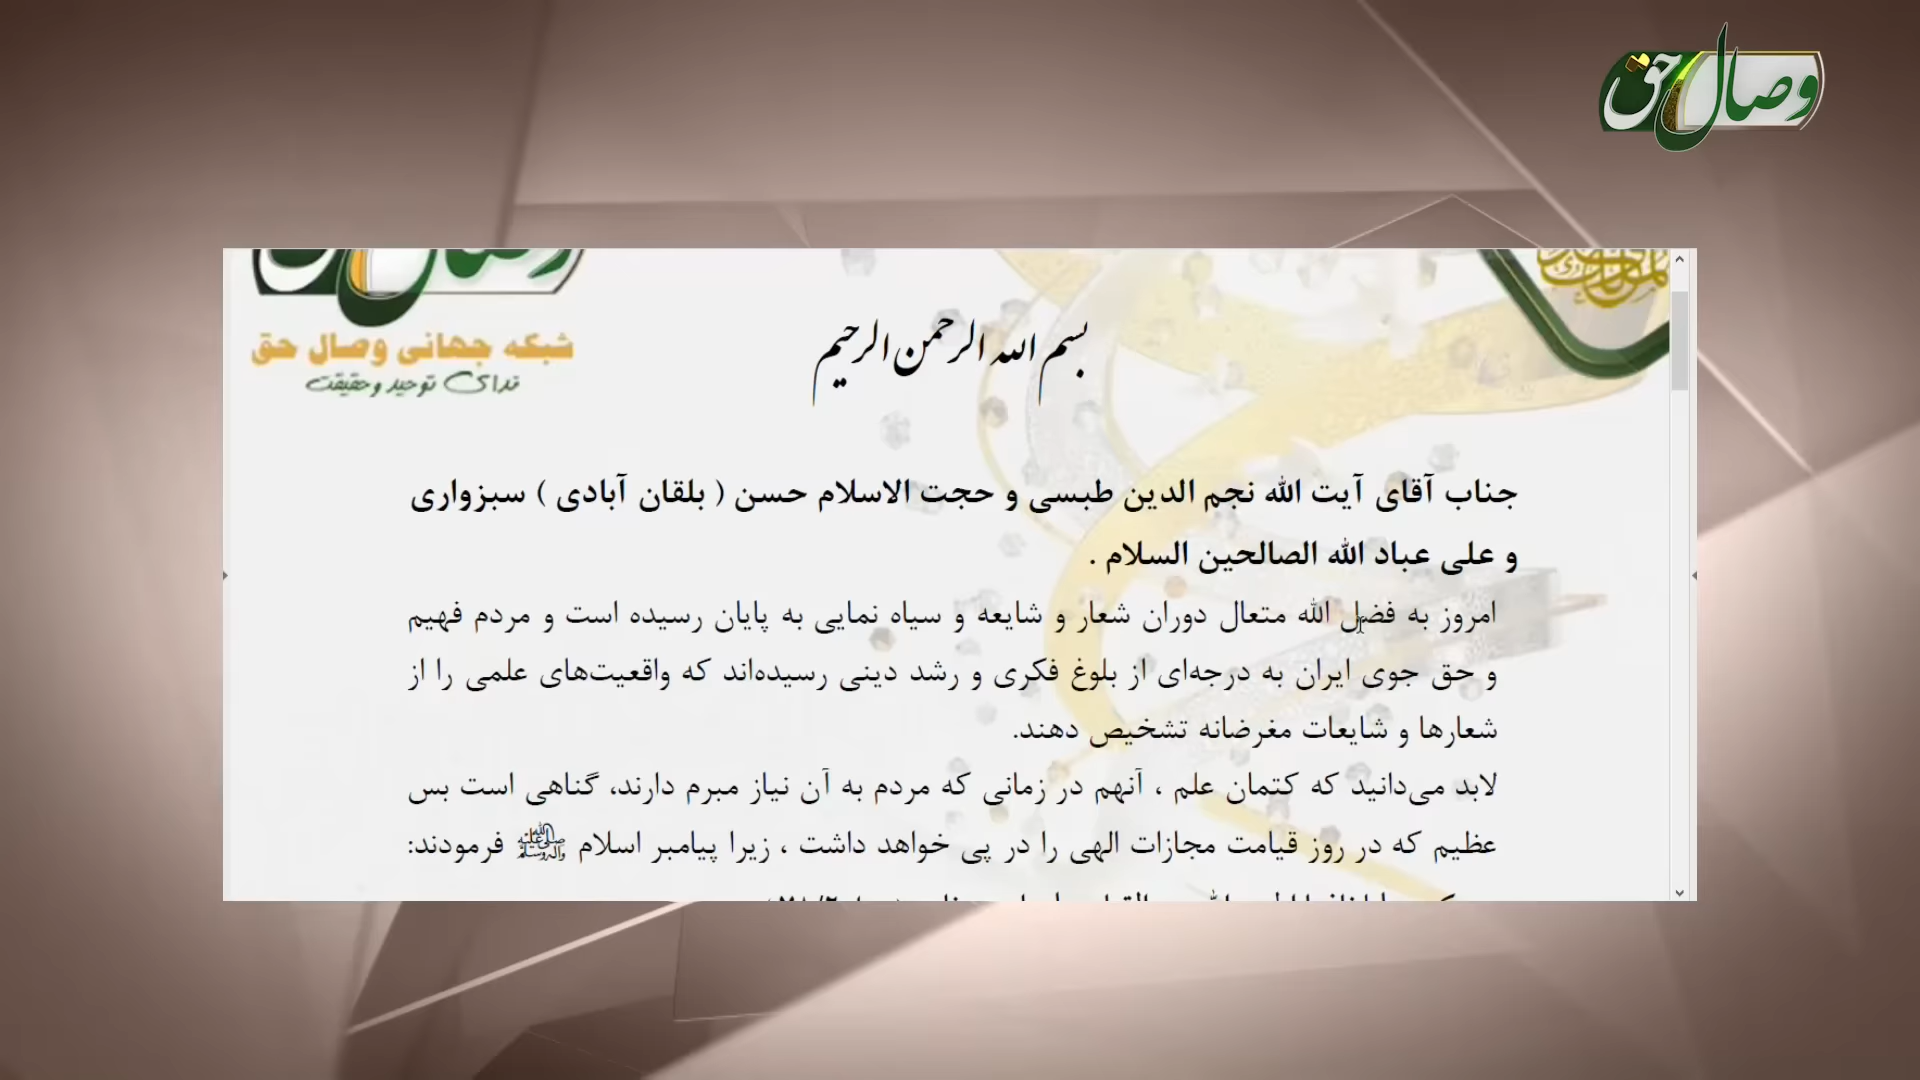 وصال حق
شبکه جهانی وصال حق
ندای توحید و حقیقت
بسم الله الرحمن الرحیم
جناب آقای آیت الله نجم الدین طبسی و حجت الاسلام حسن ( بلقان آبادی ) سبزواری
و علی عباد الله الصالحین السلام .
امروز به فضل الله متعال دوران شعار و شایعه و سیاه نمایی به پایان رسیده است و مردم فهیم
و حق جوی ایران به درجه‌ای از بلوغ فکری و رشد دینی رسیده‌اند که واقعیت‌های علمی را از
شعارها و شایعات مغرضانه تشخیص دهند.
لابد می‌دانید که کتمان علم ، آنهم در زمانی که مردم به آن نیاز مبرم دارند، گناهی است بس
عظیم که در روز قیامت مجازات الهی را در پی خواهد داشت ، زیرا پیامبر اسلام ﷺ فرمودند: